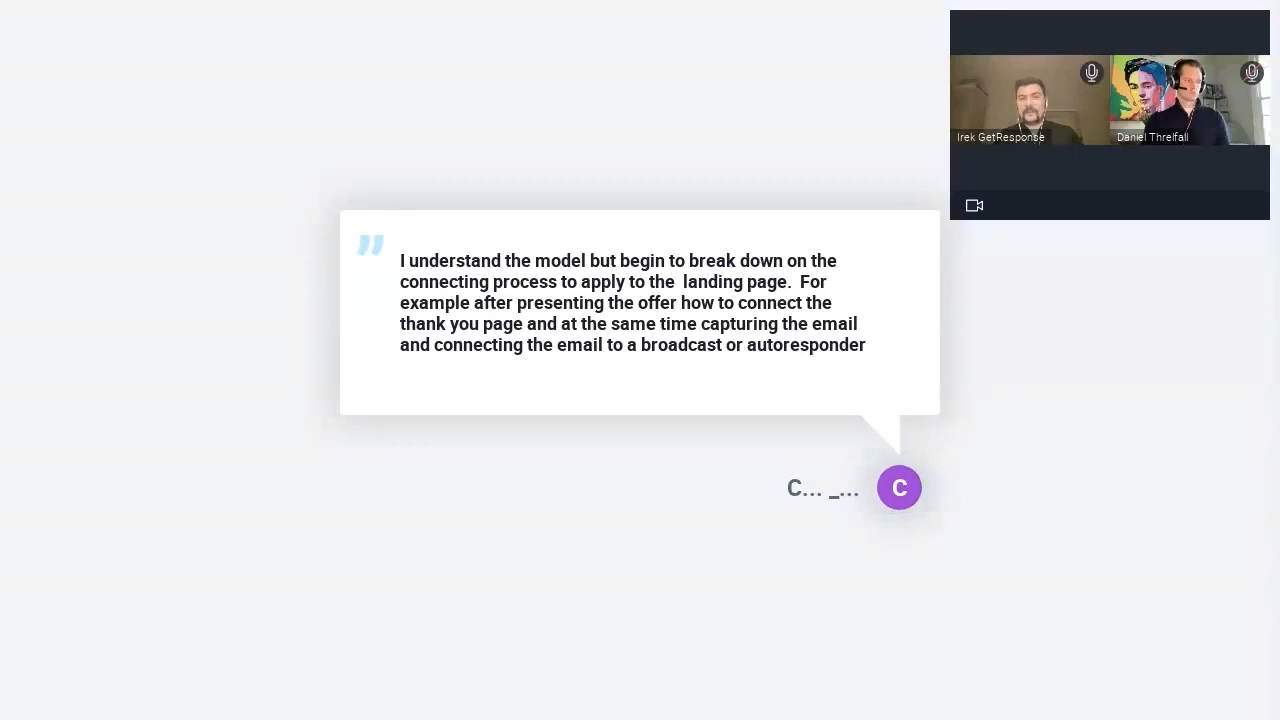 Irek GetResponse
Daniel Threlfall
I understand the model but begin to break down on the
connecting process to apply to the  landing page.  For
example after presenting the offer how to connect the
thank you page and at the same time capturing the email
and connecting the email to a broadcast or autoresponder
C... _...
C